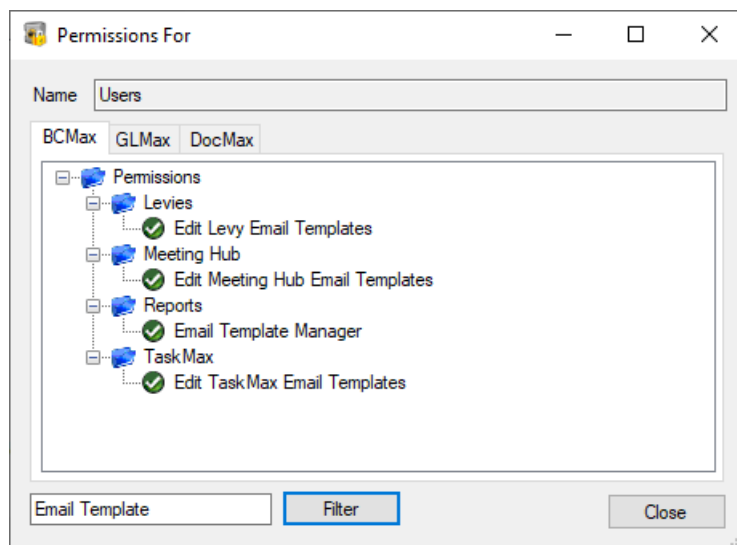 Permissions For
Name Users
BCMax GLMax DocMax
Permissions
Levies
Edit Levy Email Templates
Meeting Hub
Edit Meeting Hub Email Templates
Reports
Email Template Manager
TaskMax
Edit TaskMax Email Templates
Email Template Filter Close